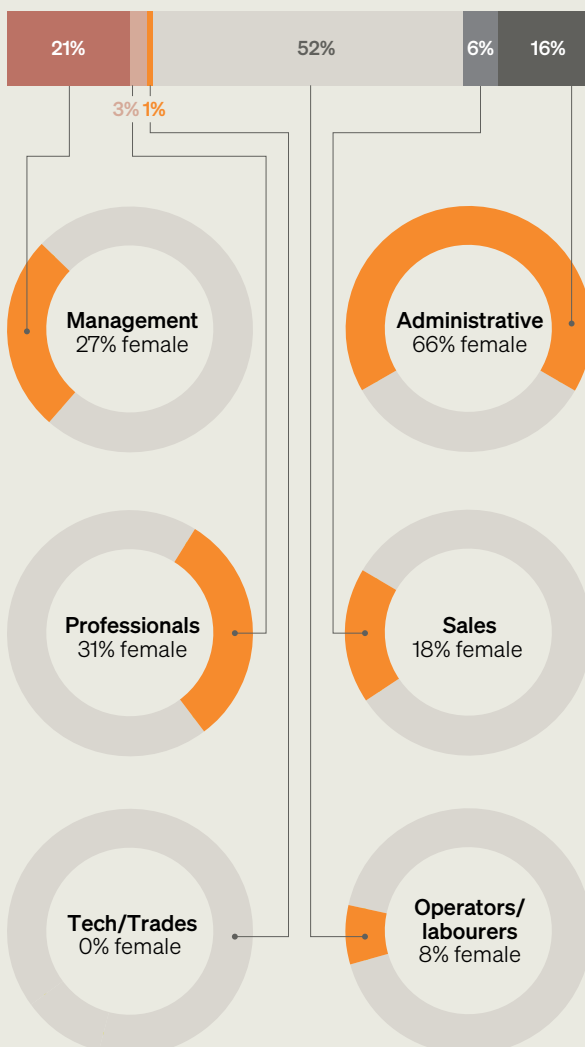 21%
52%
6%
16%
3%
1%
Management
27% female
Administrative
66% female
Professionals
31% female
Sales
18% female
Tech/Trades
0% female
Operators/
labourers
8% female